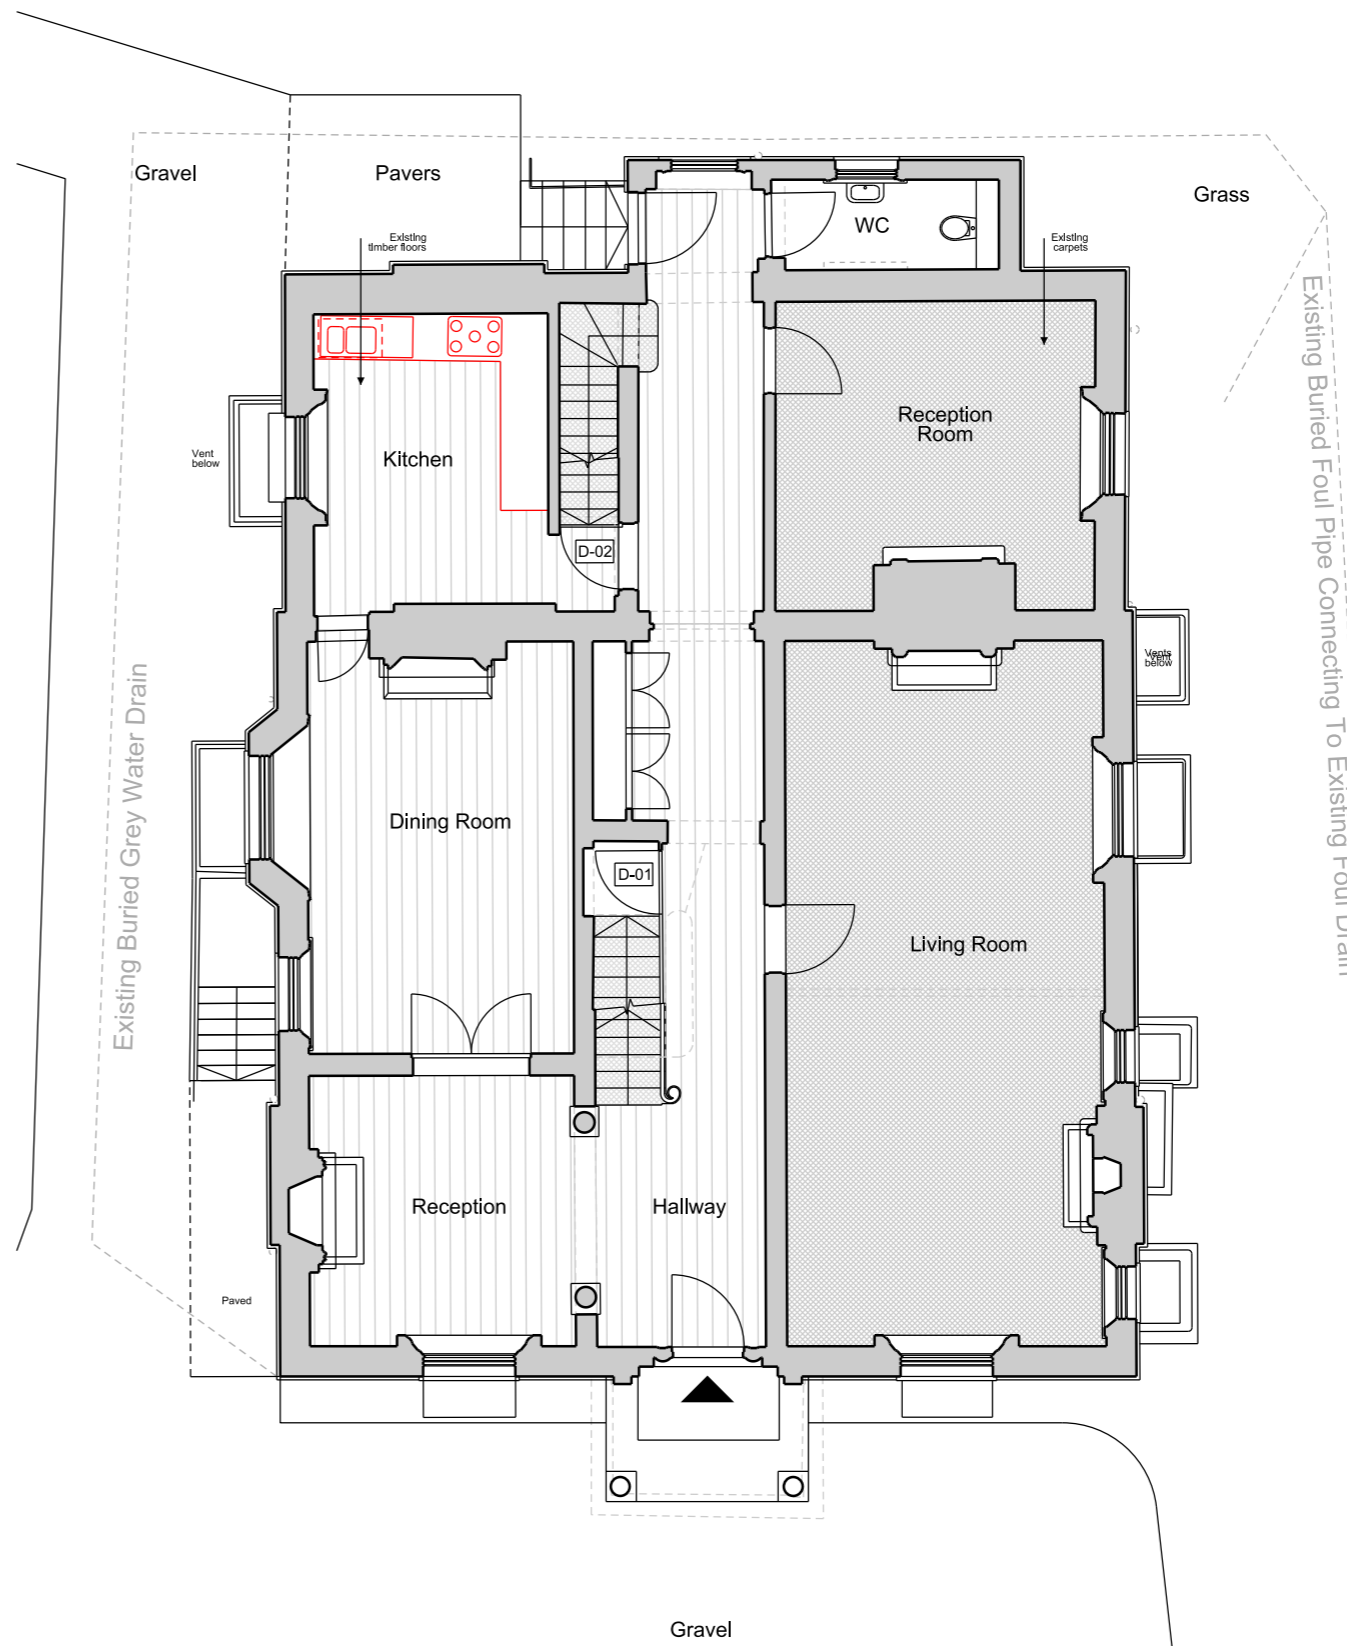 Gravel
Pavers
Grass
WC
Existing
timber floors
Existing
carpets
Existing Buried Foul Pipe Connecting To Existing Foul Drain
Reception
Room
Kitchen
Vent
below
D-02
Vents
below
Existing Buried Grey Water Drain
Dining Room
D-01
Living Room
Reception
Hallway
Paved
Gravel